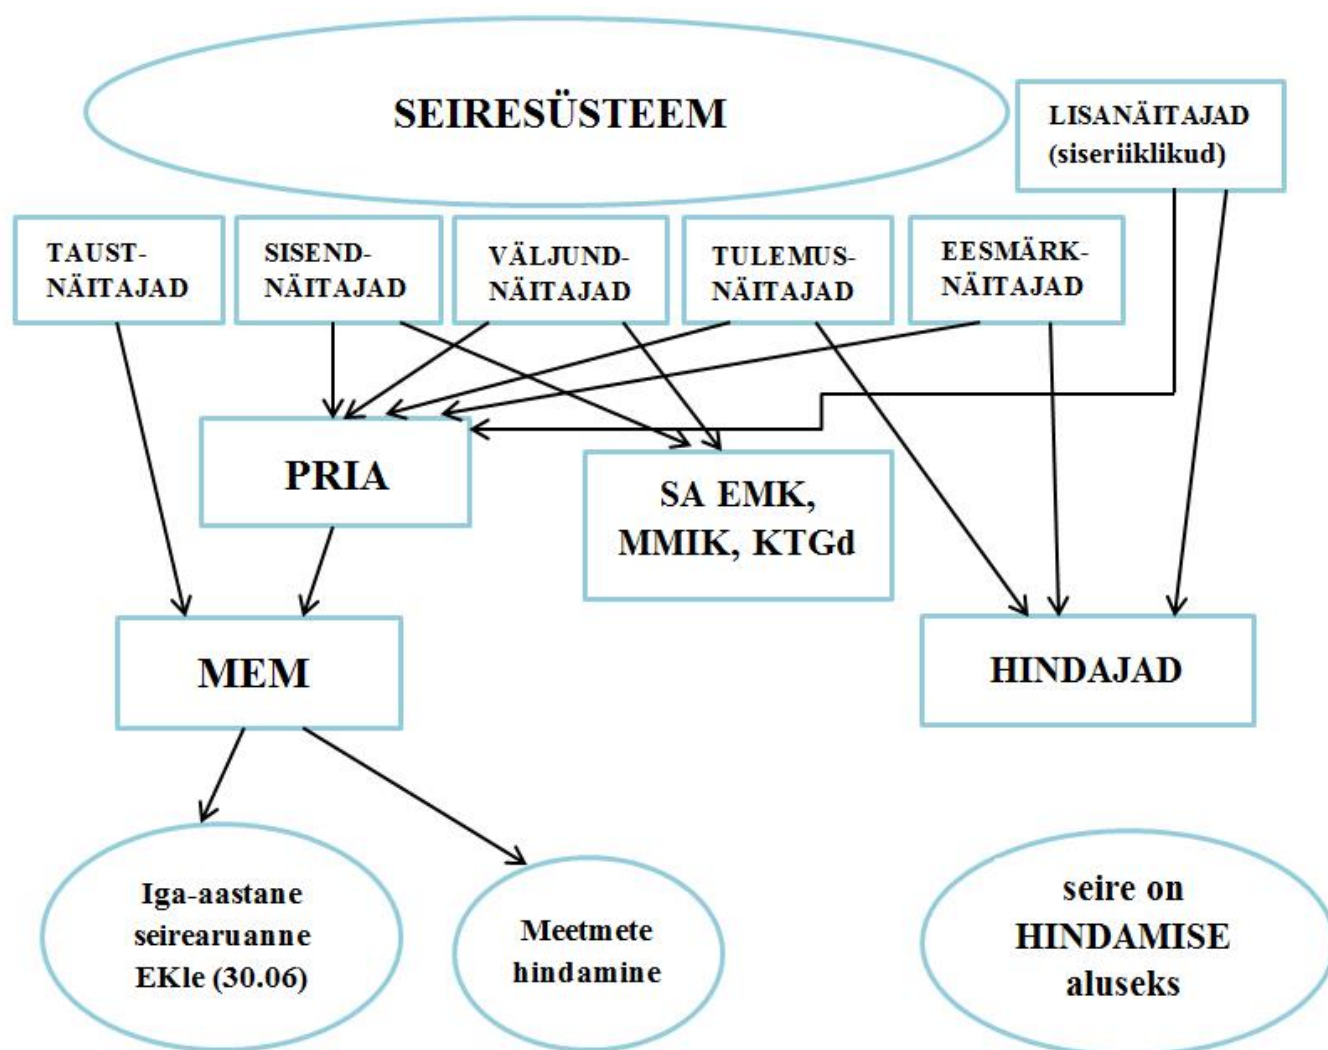 SEIRESÜSTEEM
LISANÄITAJAD
(siseriiklikud)
TAUST-
NÄITAJAD
SISEND-
NÄITAJAD
VÄLJUND-
NÄITAJAD
TULEMUS-
NÄITAJAD
EESMÄRK-
NÄITAJAD
PRIA
SA EMK,
MMIK, KTGd
MEM
HINDAJAD
Iga-aastane
seirearuanne
EKle (30.06)
Meetmete
hindamine
seire on
HINDAMISE
aluseks